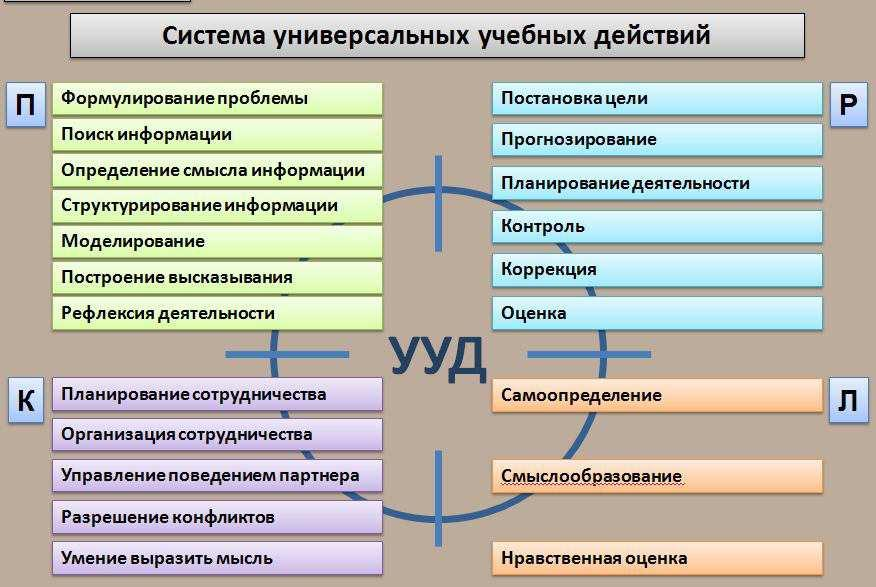 Система универсальных учебных действий
П
Формулирование проблемы
Поиск информации
Определение смысла информации
Структурирование информации
Моделирование
Построение высказывания
Рефлексия деятельности
Р
Постановка цели
Прогнозирование
Планирование деятельности
Контроль
Коррекция
Оценка
УУД
К
Планирование сотрудничества
Организация сотрудничества
Управление поведением партнера
Разрешение конфликтов
Умение выразить мысль
Л
Самоопределение
Смыслообразование
Нравственная оценка